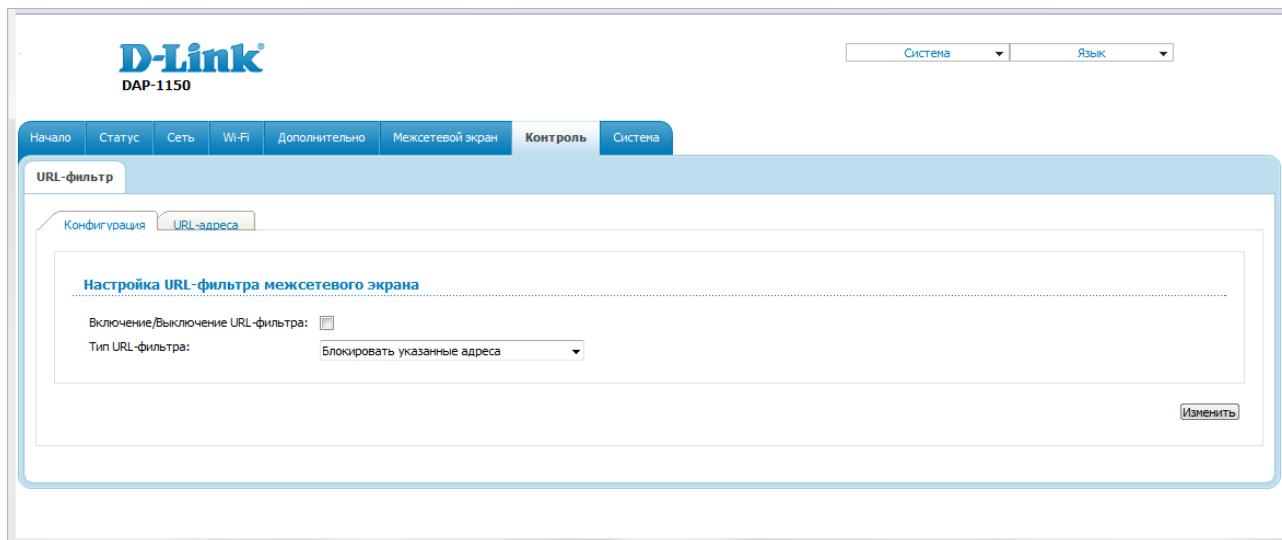 D-Link®
DAP-1150
Система
Язык
Начало
Статус
Сеть
Wi-Fi
Дополнительно
Межсетевой экран
Контроль
Система
URL-фильтр
Конфигурация
URL-адреса
Настройка URL-фильтра межсетевого экрана
Включение/Выключение URL-фильтра:
Тип URL-фильтра:
Блокировать указанные адреса
Изменить